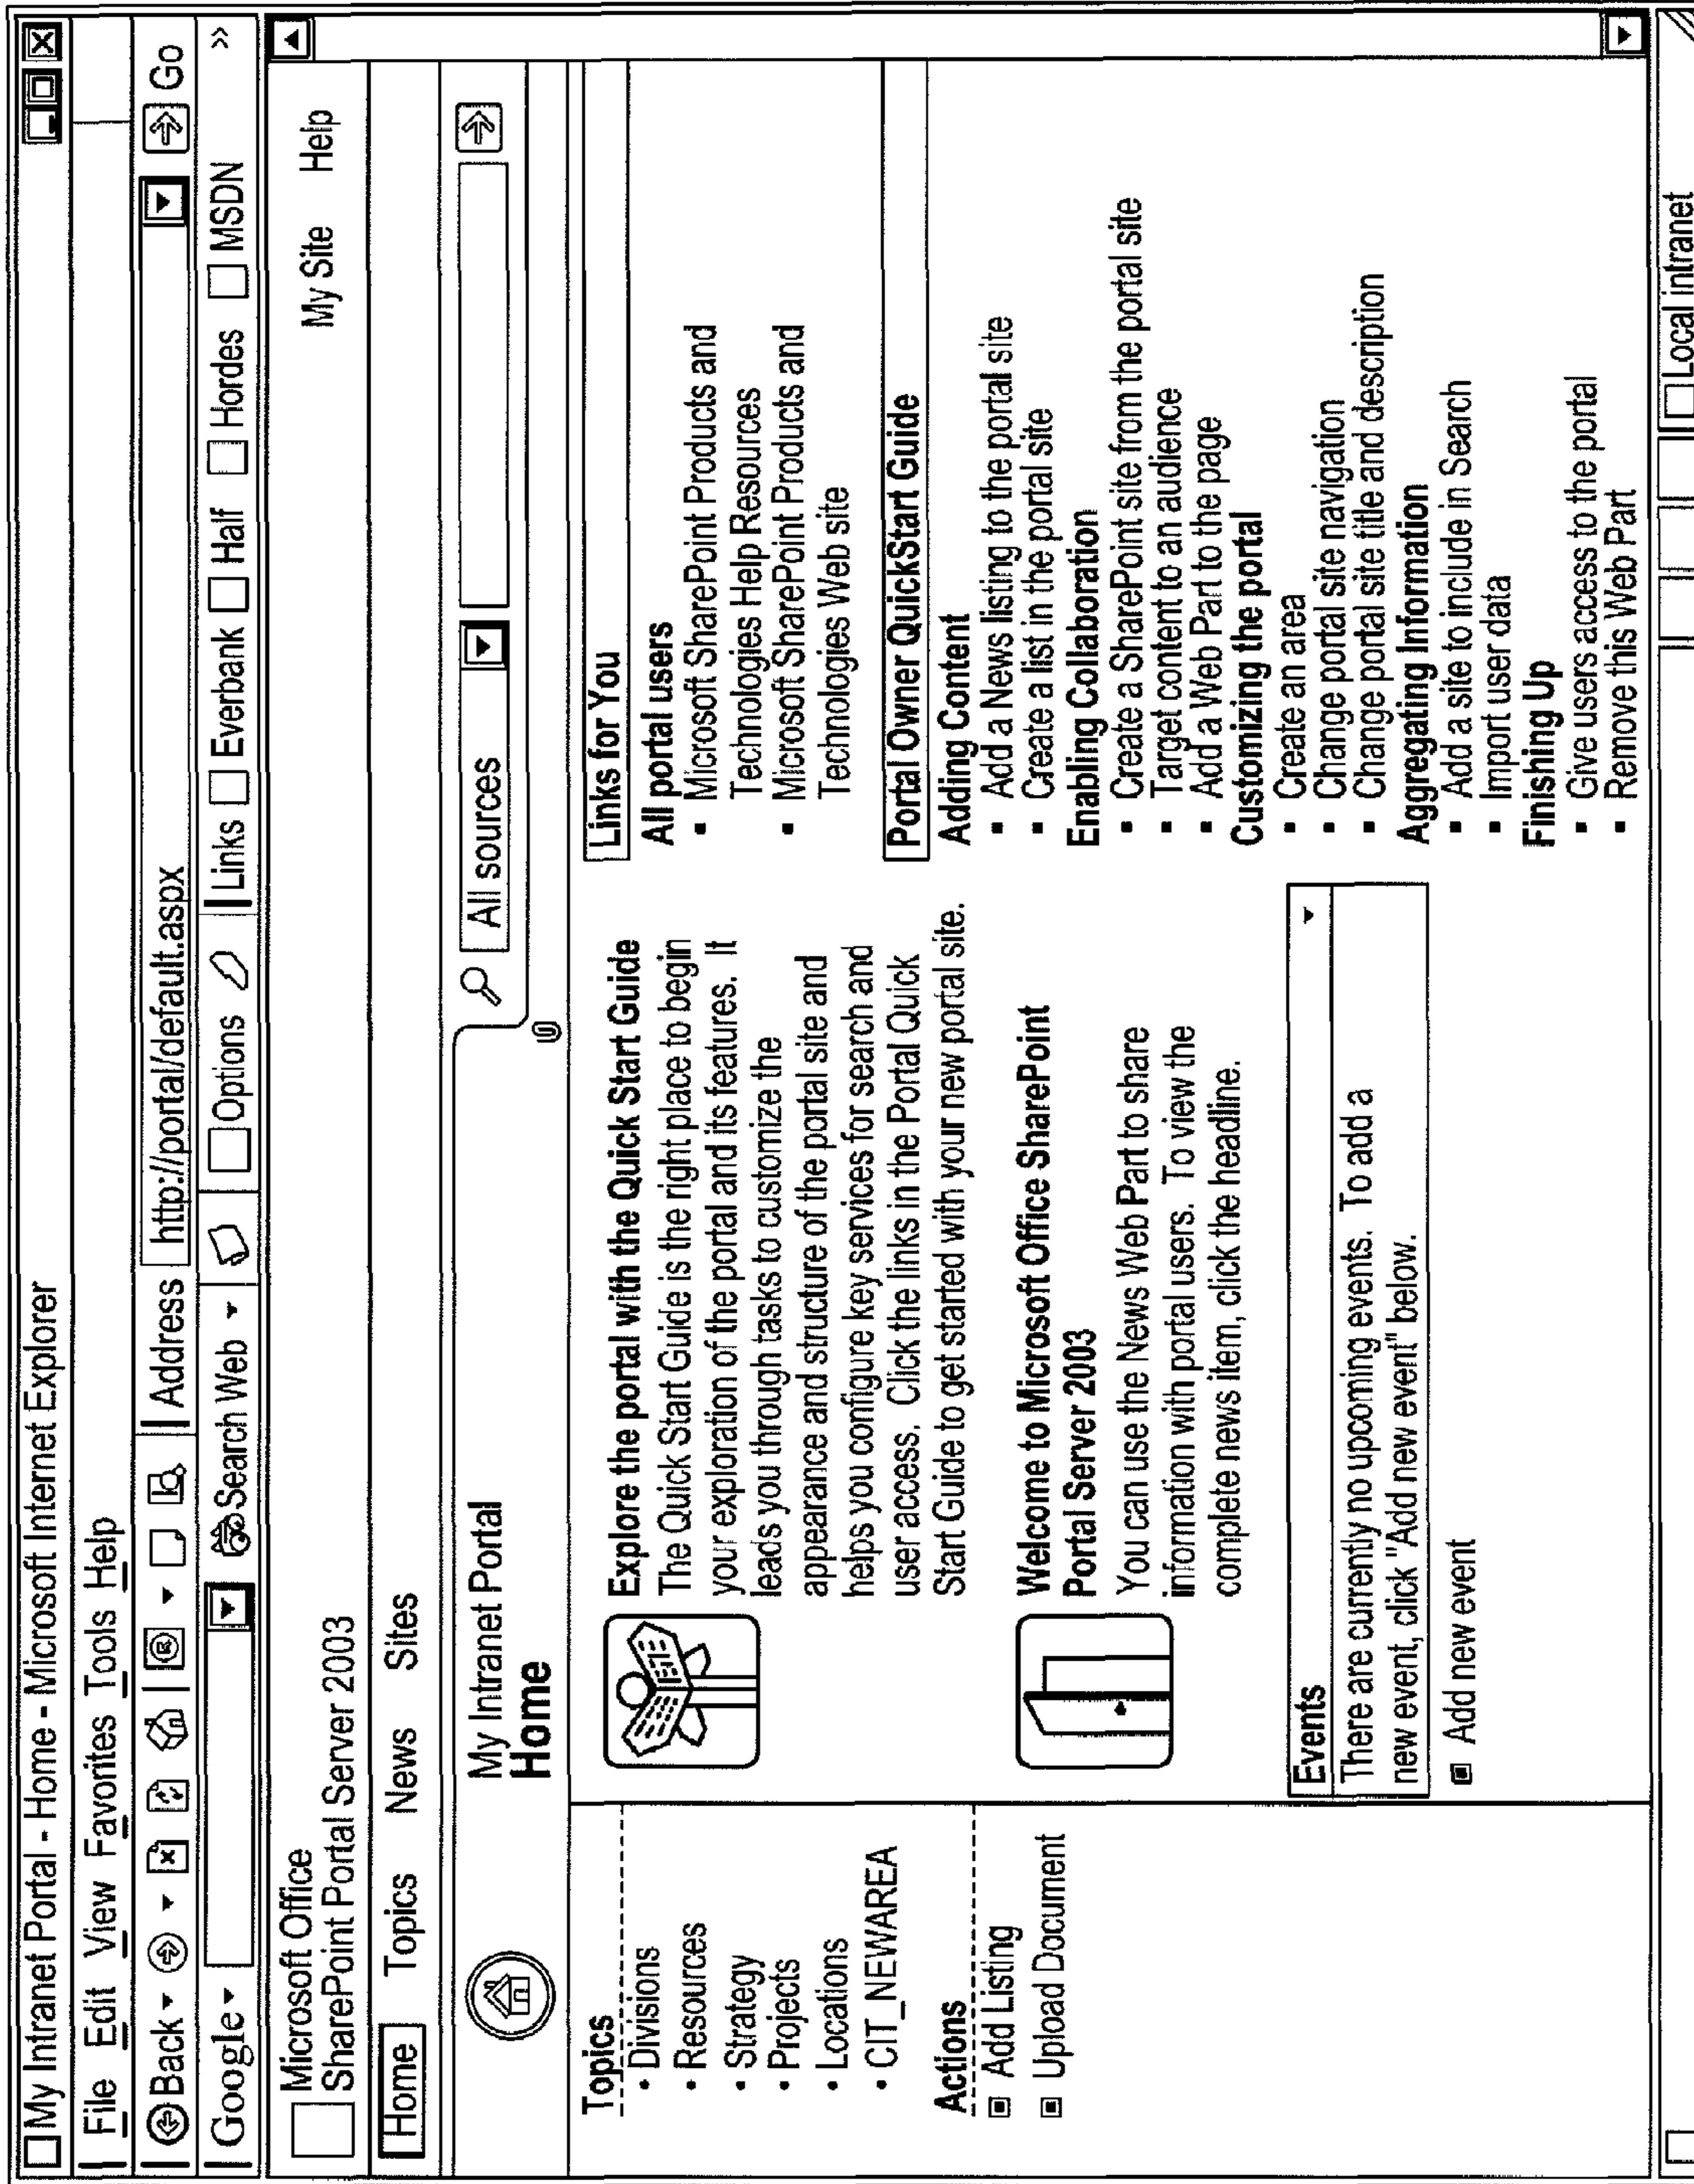 My Intranet Portal - Home - Microsoft Internet Explorer
File Edit View Favorites Tools Help
Back Address http://portal/default.aspx Go
Google Search Web Options Links Everbank Half Hordes MSDN »
Microsoft Office
SharePoint Portal Server 2003
My Site Help
Home Topics News Sites
My Intranet Portal
Home
All sources
Topics
• Divisions
• Resources
• Strategy
• Projects
• Locations
• CIT_NEWAREA
Actions
Add Listing
Upload Document
Explore the portal with the Quick Start Guide
The Quick Start Guide is the right place to begin
your exploration of the portal and its features. It
leads you through tasks to customize the
appearance and structure of the portal site and
helps you configure key services for search and
user access. Click the links in the Portal Quick
Start Guide to get started with your new portal site.
Welcome to Microsoft Office SharePoint
Portal Server 2003
You can use the News Web Part to share
information with portal users. To view the
complete news item, click the headline.
Events
There are currently no upcoming events. To add a
new event, click "Add new event" below.
Add new event
Links for You
All portal users
▪ Microsoft SharePoint Products and
Technologies Help Resources
▪ Microsoft SharePoint Products and
Technologies Web site
Portal Owner QuickStart Guide
Adding Content
▪ Add a News listing to the portal site
▪ Create a list in the portal site
Enabling Collaboration
▪ Create a SharePoint site from the portal site
▪ Target content to an audience
▪ Add a Web Part to the page
Customizing the portal
▪ Create an area
▪ Change portal site navigation
▪ Change portal site title and description
Aggregating Information
▪ Add a site to include in Search
▪ Import user data
Finishing Up
▪ Give users access to the portal
▪ Remove this Web Part
Local intranet